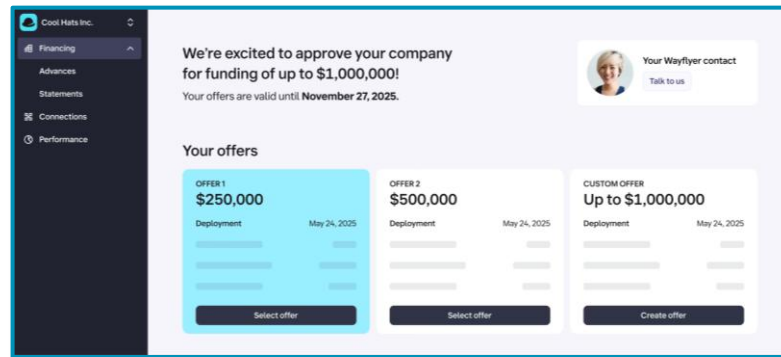 Cool Hats Inc.
Financing
Advances
Statements
Connections
Performance
We're excited to approve your company
for funding of up to $1,000,000!
Your offers are valid until November 27, 2025.
Your Wayflyer contact
Talk to us
Your offers
OFFER 1
$250,000
Deployment May 24, 2025
Select offer
OFFER 2
$500,000
Deployment May 24, 2025
Select offer
CUSTOM OFFER
Up to $1,000,000
Deployment May 24, 2025
Create offer